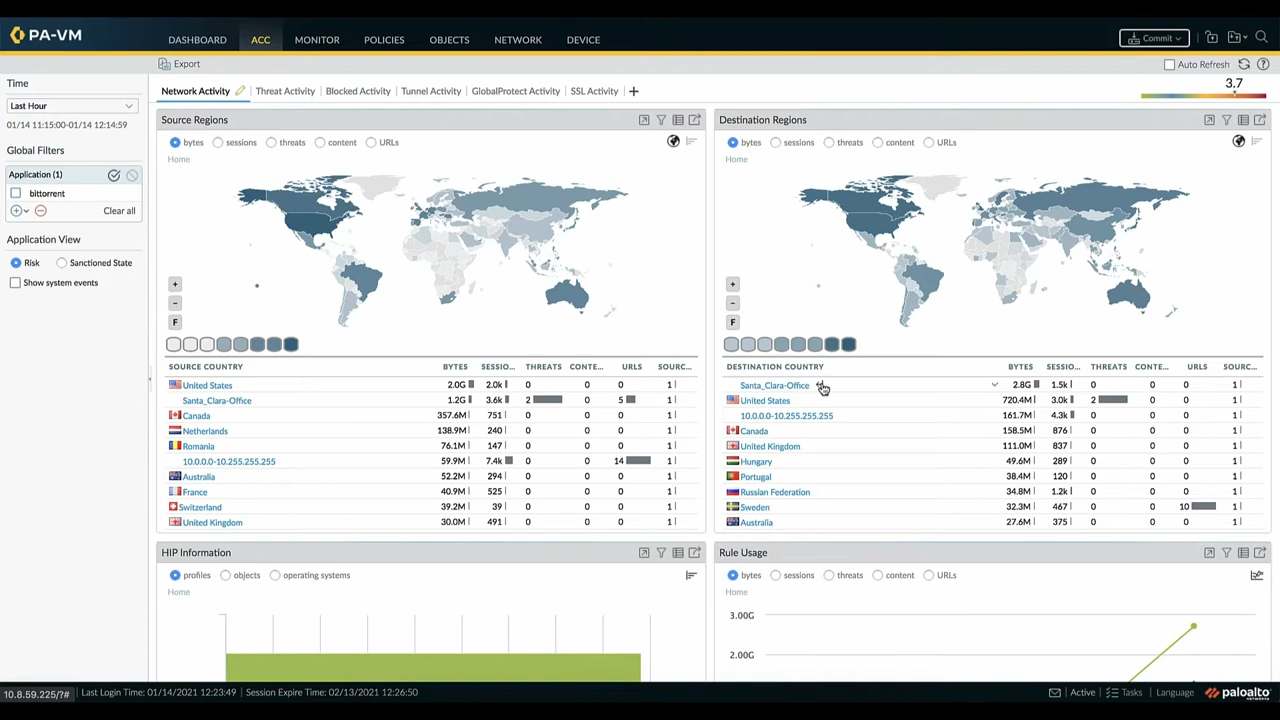 PA-VM
DASHBOARD ACC MONITOR POLICIES OBJECTS NETWORK DEVICE
Commit
Export
Auto Refresh
Time
Last Hour
01/14 11:15:00-01/14 12:14:59
Global Filters
Application (1)
bittorrent
Clear all
Application View
Risk Sanctioned State
Show system events
Network Activity Threat Activity Blocked Activity Tunnel Activity GlobalProtect Activity SSL Activity
3.7
Source Regions
bytes sessions threats content URLs
Home
+
−
F
SOURCE COUNTRY BYTES SESSIO... THREATS CONTE... URLS SOURC...
United States 2.0G 2.0k 0 0 0 1
Santa_Clara-Office 1.2G 3.6k 2 0 5 1
Canada 357.6M 751 0 0 0 1
Netherlands 138.9M 240 0 0 0 1
Romania 76.1M 147 0 0 0 1
10.0.0.0-10.255.255.255 59.9M 7.4k 0 0 14 1
Australia 52.2M 294 0 0 0 1
France 40.9M 525 0 0 0 1
Switzerland 39.2M 39 0 0 0 1
United Kingdom 30.0M 491 0 0 0 1
Destination Regions
bytes sessions threats content URLs
Home
+
−
F
DESTINATION COUNTRY BYTES SESSIO... THREATS CONTE... URLS SOURC...
Santa_Clara-Office 2.8G 1.5k 0 0 0 1
United States 720.4M 3.0k 2 0 0 1
10.0.0.0-10.255.255.255 161.7M 4.3k 0 0 0 1
Canada 158.5M 876 0 0 0 1
United Kingdom 111.0M 837 0 0 0 1
Hungary 49.6M 289 0 0 0 1
Portugal 38.4M 120 0 0 0 1
Russian Federation 34.8M 1.2k 0 0 0 1
Sweden 32.3M 467 0 0 10 1
Australia 27.6M 375 0 0 0 1
HIP Information
profiles objects operating systems
Home
Rule Usage
bytes sessions threats content URLs
Home
3.00G
2.00G
10.8.59.225/?#
Last Login Time: 01/14/2021 12:23:49 Session Expire Time: 02/13/2021 12:26:50
Active Tasks Language
paloalto
NETWORKS